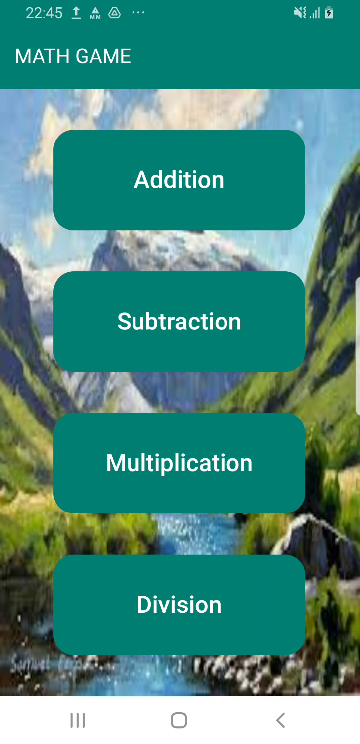 22:45
MATH GAME
Addition
Subtraction
Multiplication
Division